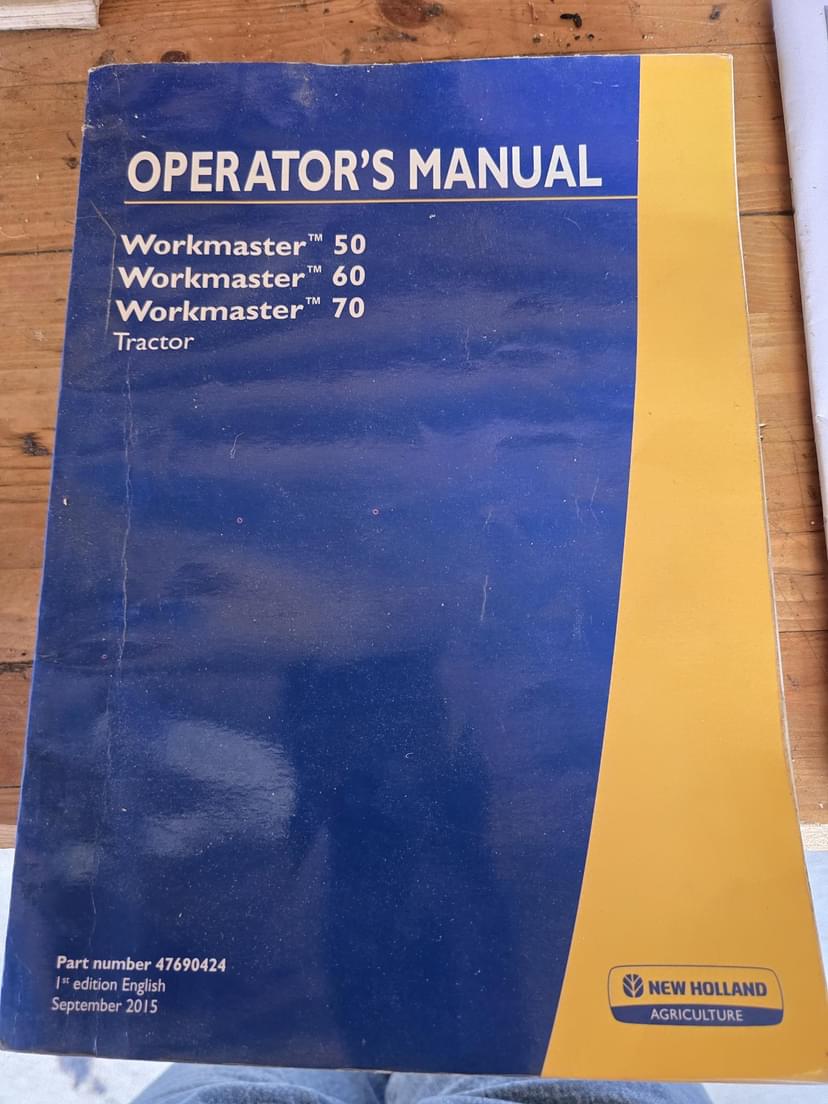 OPERATOR'S MANUAL
Workmaster™ 50
Workmaster™ 60
Workmaster™ 70
Tractor
Part number 47690424
1st edition English
September 2015
NEW HOLLAND
AGRICULTURE